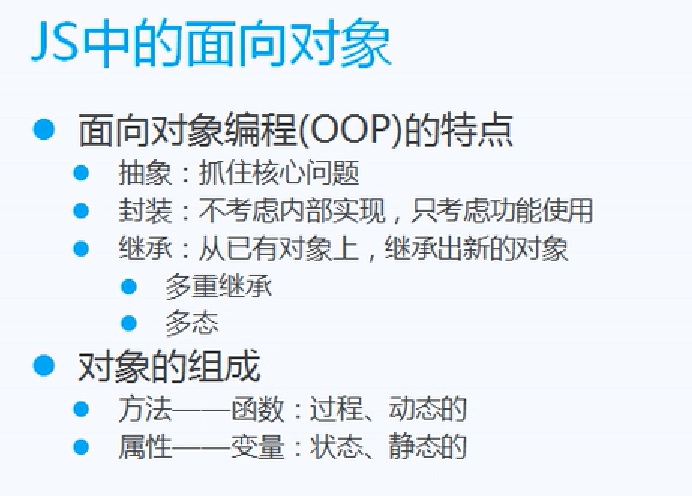 JS中的面向对象
面向对象编程(OOP)的特点
抽象：抓住核心问题
封装：不考虑内部实现，只考虑功能使用
继承：从已有对象上，继承出新的对象
多重继承
多态
对象的组成
方法——函数：过程、动态的
属性——变量：状态、静态的